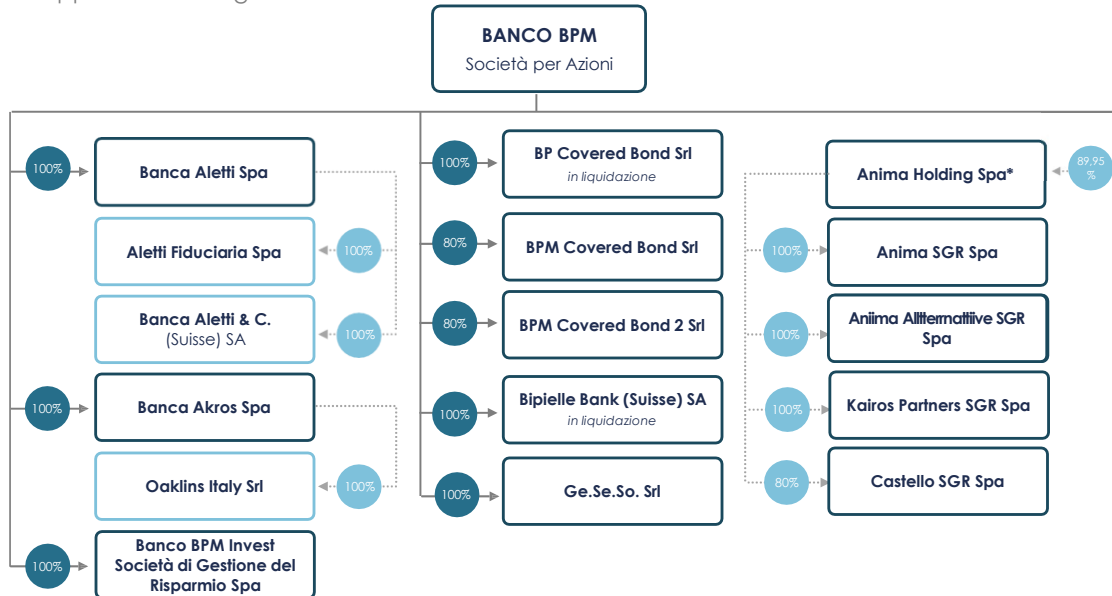 BANCO BPM
Società per Azioni
100%
Banca Aletti Spa
Aletti Fiduciaria Spa
100%
Banca Aletti & C.
(Suisse) SA
100%
100%
Banca Akros Spa
Oaklins Italy Srl
100%
100%
Banco BPM Invest
Società di Gestione del
Risparmio Spa
100%
BP Covered Bond Srl
in liquidazione
80%
BPM Covered Bond Srl
80%
BPM Covered Bond 2 Srl
100%
Bipielle Bank (Suisse) SA
in liquidazione
100%
Ge.Se.So. Srl
Anima Holding Spa*
89,95
%
100%
Anima SGR Spa
100%
Aniima Alltternattiive SGR
Spa
100%
Kairos Partners SGR Spa
80%
Castello SGR Spa